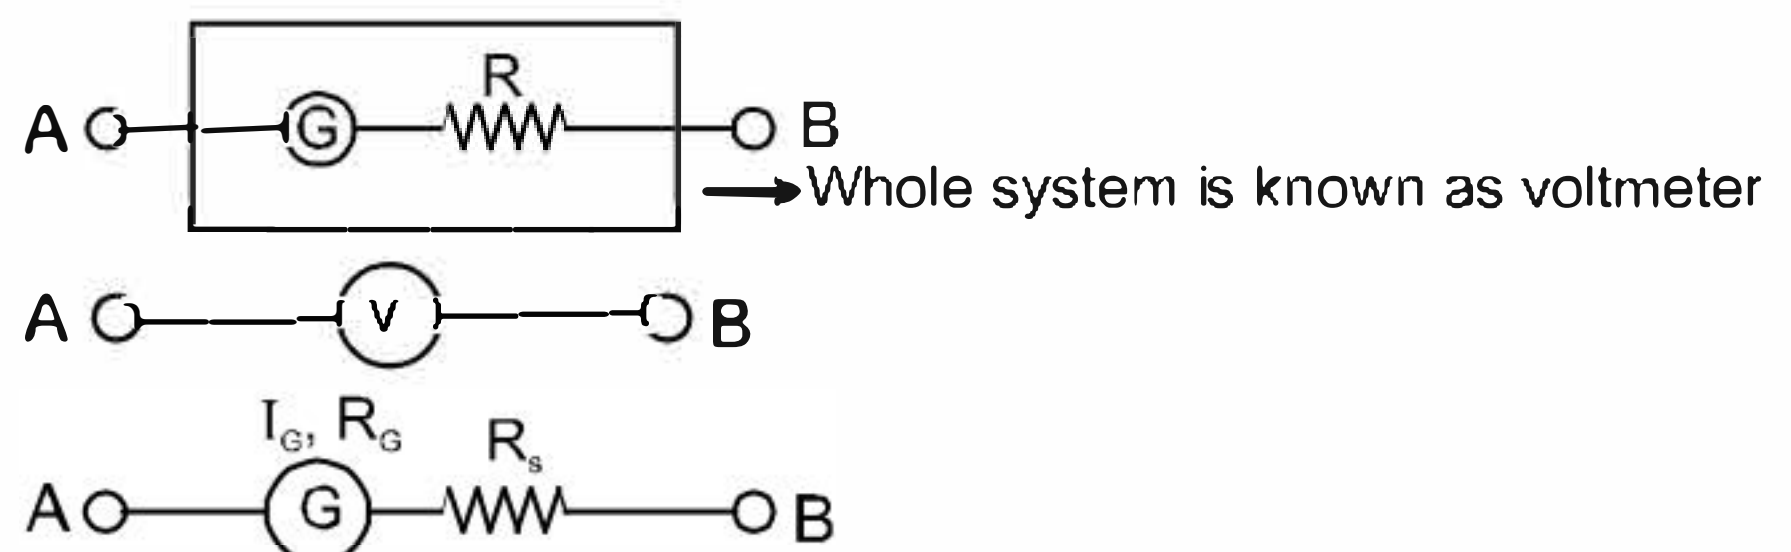 R
A G B
Whole system is known as voltmeter
A V B
I_G, R_G R_s
A G B